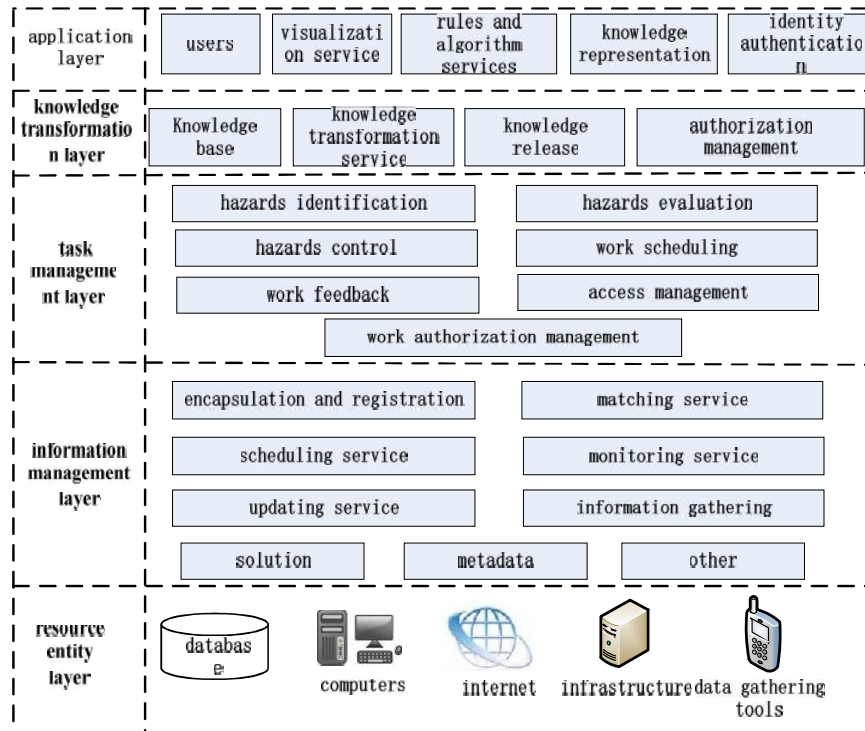 application
layer
users
visualizati
on service
rules and
algorithm
services
knowledge
representation
identity
authenticatio
n
knowledge
transformatio
n layer
Knowledge
base
knowledge
transformation
service
knowledge
release
authorization
management
task
manageme
nt layer
hazards identification
hazards evaluation
hazards control
work scheduling
work feedback
access management
work authorization management
information
management
layer
encapsulation and registration
matching service
scheduling service
monitoring service
updating service
information gathering
solution
metadata
other
resource
entity
layer
databas
e
computers
internet
infrastructure
data gathering
tools